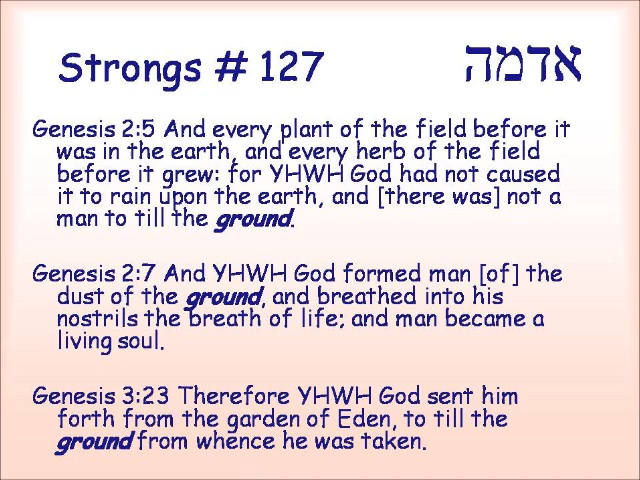 Strongs # 127 אדמה
Genesis 2:5 And every plant of the field before it
was in the earth, and every herb of the field
before it grew: for YHWH God had not caused
it to rain upon the earth, and [there was] not a
man to till the ground.
Genesis 2:7 And YHWH God formed man [of] the
dust of the ground, and breathed into his
nostrils the breath of life; and man became a
living soul.
Genesis 3:23 Therefore YHWH God sent him
forth from the garden of Eden, to till the
ground from whence he was taken.